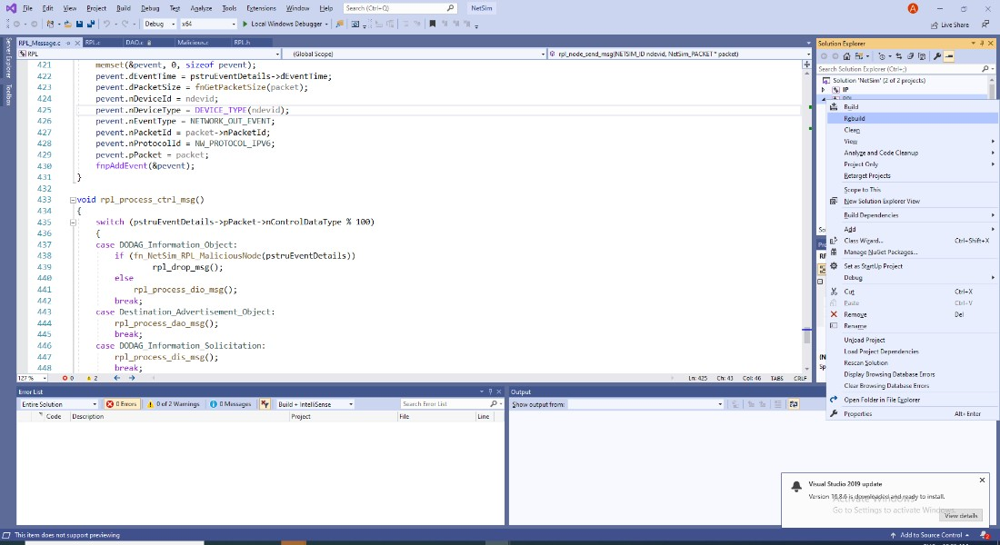 File Edit View Project Build Debug Test Analyze Tools Extensions Window Help Search (Ctrl+Q) NetSim
Debug x64 Local Windows Debugger Live Share
Server Explorer
Toolbox
RPL_Message.c RPL.c DAO.c Malicious.c RPL.h
RPL (Global Scope) rpl_node_send_msg(NETSIM_ID ndevid, NetSim_PACKET * packet)
421 memset(&pevent, 0, sizeof pevent);
422 pevent.dEventTime = pstruEventDetails->dEventTime;
423 pevent.dPacketSize = fnGetPacketSize(packet);
424 pevent.nDeviceId = ndevid;
425 pevent.nDeviceType = DEVICE_TYPE(ndevid);
426 pevent.nEventType = NETWORK_OUT_EVENT;
427 pevent.nPacketId = packet->nPacketId;
428 pevent.nProtocolId = NW_PROTOCOL_IPV6;
429 pevent.pPacket = packet;
430 fnpAddEvent(&pevent);
431 }
432
433 void rpl_process_ctrl_msg()
434 {
435 switch (pstruEventDetails->pPacket->nControlDataType % 100)
436 {
437 case DODAG_Information_Object:
438 if (fn_NetSim_RPL_MaliciousNode(pstruEventDetails))
439 rpl_drop_msg();
440 else
441 rpl_process_dio_msg();
442 break;
443 case Destination_Advertisement_Object:
444 rpl_process_dao_msg();
445 break;
446 case DODAG_Information_Solicitation:
447 rpl_process_dis_msg();
448 break;
127 % 0 2 Ln: 425 Ch: 43 Col: 46 TABS CRLF
Error List
Entire Solution 0 Errors 0 of 2 Warnings 0 Messages Build + IntelliSense Search Error List
Code Description Project File Line
Output
Show output from:
Solution Explorer
Search Solution Explorer (Ctrl+;)
Solution 'NetSim' (2 of 2 projects)
IP
Build
Rebuild
Clean
View
Analyze and Code Cleanup
Project Only
Retarget Projects
Scope to This
New Solution Explorer View
Build Dependencies
Add
Class Wizard... Ctrl+Shift+X
Manage NuGet Packages...
Set as StartUp Project
Debug
Cut Ctrl+X
Paste Ctrl+V
Remove Del
Rename
Unload Project
Load Project Dependencies
Rescan Solution
Display Browsing Database Errors
Clear Browsing Database Errors
Open Folder in File Explorer
Properties Alt+Enter
Visual Studio 2019 update
Version 16.8.6 is downloaded and ready to install.
Activate Windows
Go to Settings to activate Windows.
View details
This item does not support previewing Add to Source Control 2